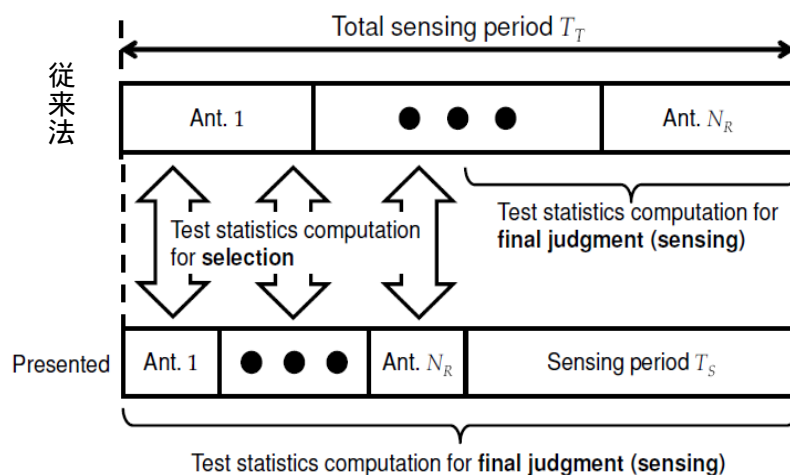 Total sensing period T_T
従来法
Ant. 1
Ant. N_R
Test statistics computation
for selection
Test statistics computation for
final judgment (sensing)
Presented
Ant. 1
Ant. N_R
Sensing period T_S
Test statistics computation for final judgment (sensing)